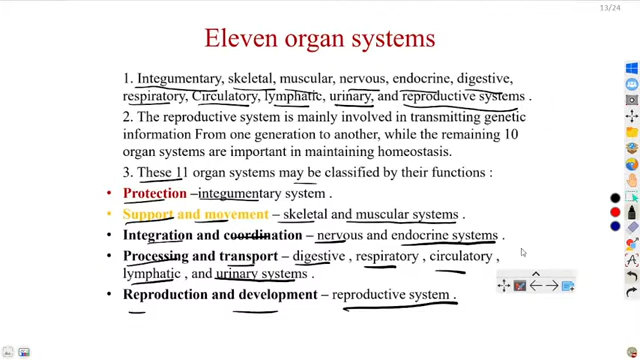 13/24
Eleven organ systems
1. Integumentary, skeletal, muscular, nervous, endocrine, digestive,
respiratory, Circulatory, lymphatic, urinary, and reproductive systems .
2. The reproductive system is mainly involved in transmitting genetic
information From one generation to another, while the remaining 10
organ systems are important in maintaining homeostasis.
3. These 11 organ systems may be classified by their functions :
• Protection –integumentary system .
• Support and movement – skeletal and muscular systems .
• Integration and coordination – nervous and endocrine systems .
• Processing and transport – digestive , respiratory , circulatory ,
lymphatic , and urinary systems .
• Reproduction and development – reproductive system .